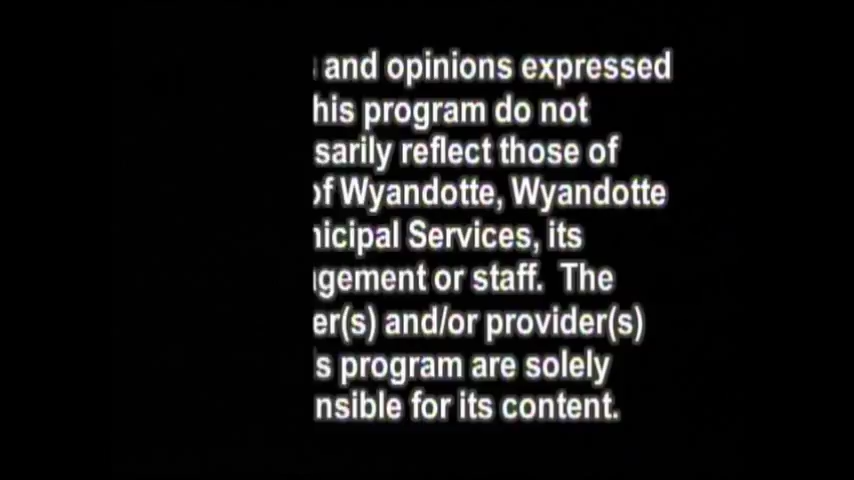 and opinions expressed
his program do not
sarily reflect those of
of Wyandotte, Wyandotte
nicipal Services, its
gement or staff. The
er(s) and/or provider(s)
s program are solely
nsible for its content.